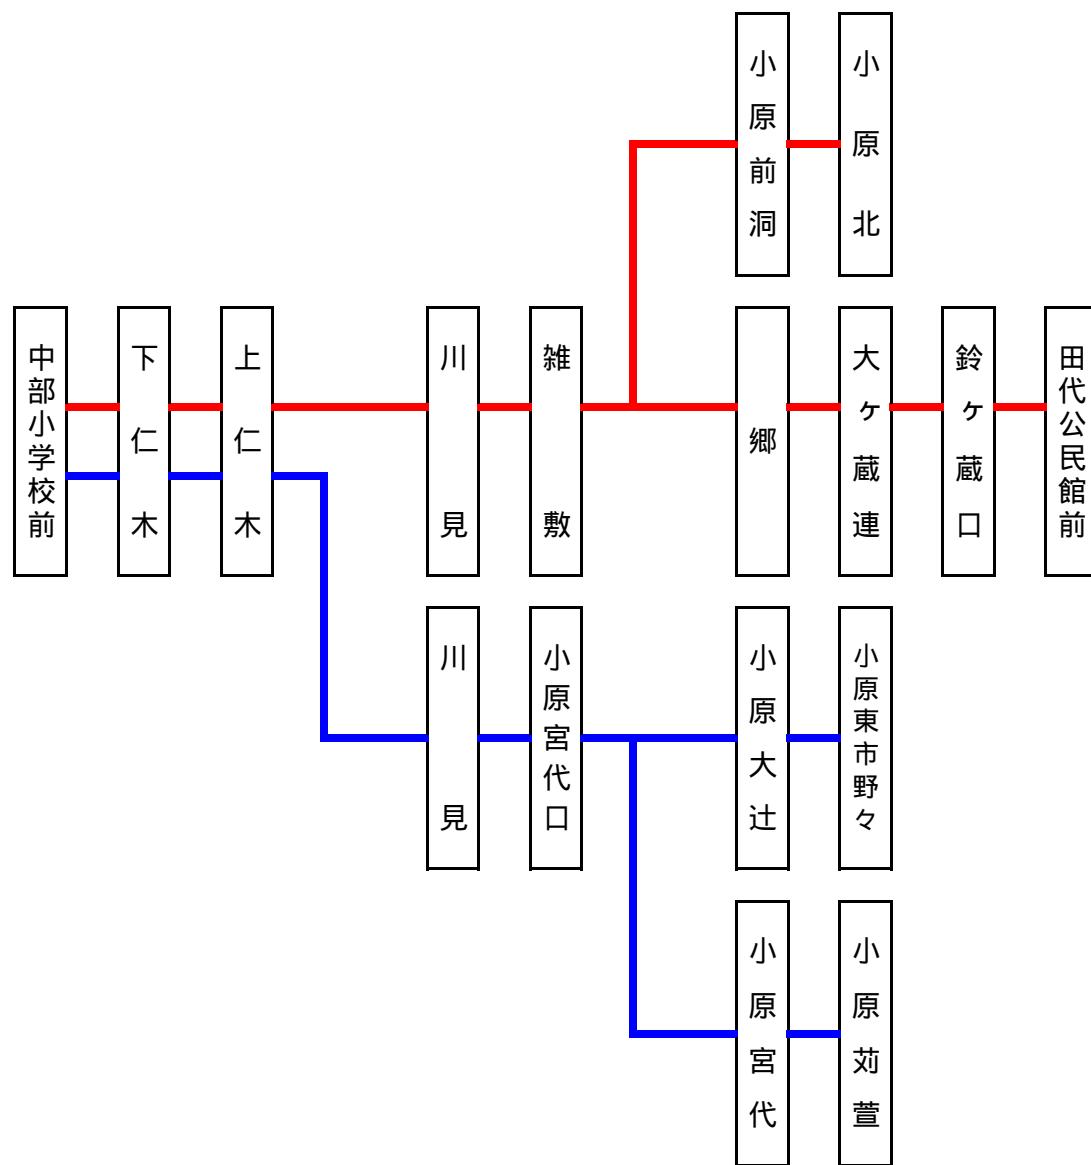 小原前洞
小原北
中部小学校前
下仁木
上仁木
川見
雑敷
郷
大ヶ蔵連
鈴ヶ蔵口
田代公民館前
川見
小原宮代口
小原大辻
小原東市野々
小原宮代
小原苅萱